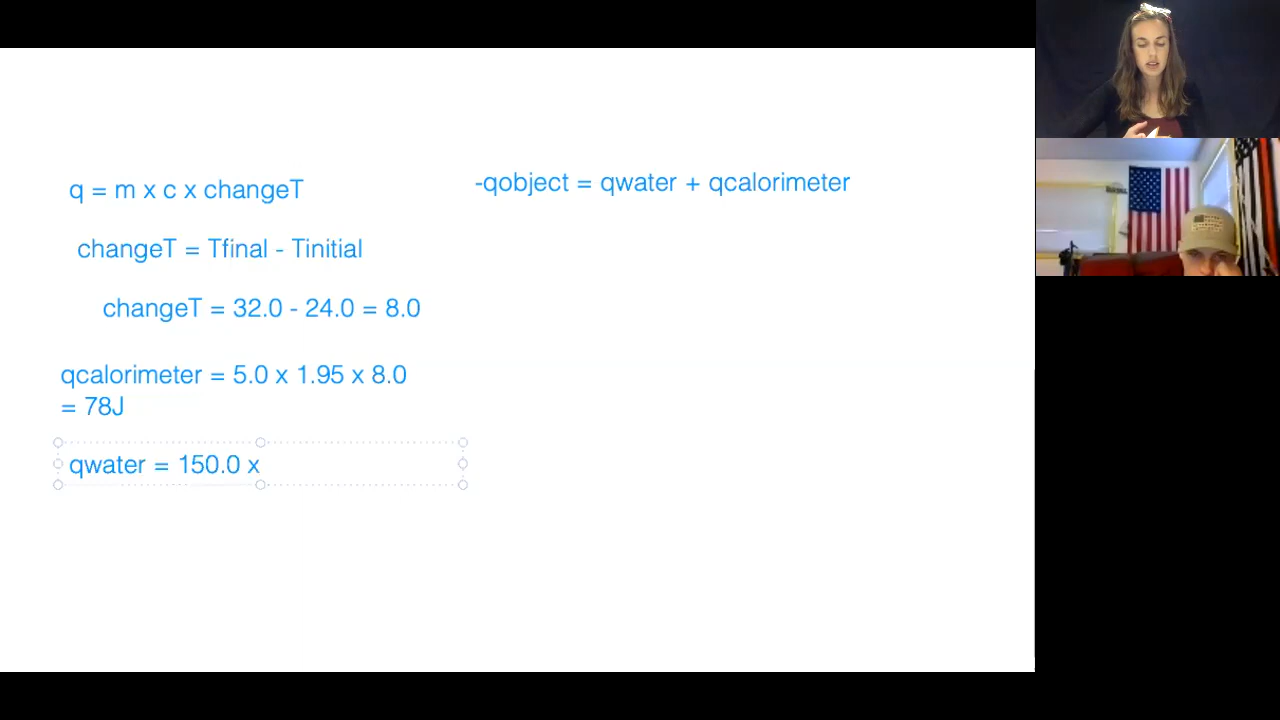 q = m x c x changeT
-qobject = qwater + qcalorimeter
changeT = Tfinal - Tinitial
changeT = 32.0 - 24.0 = 8.0
qcalorimeter = 5.0 x 1.95 x 8.0
= 78J
qwater = 150.0 x